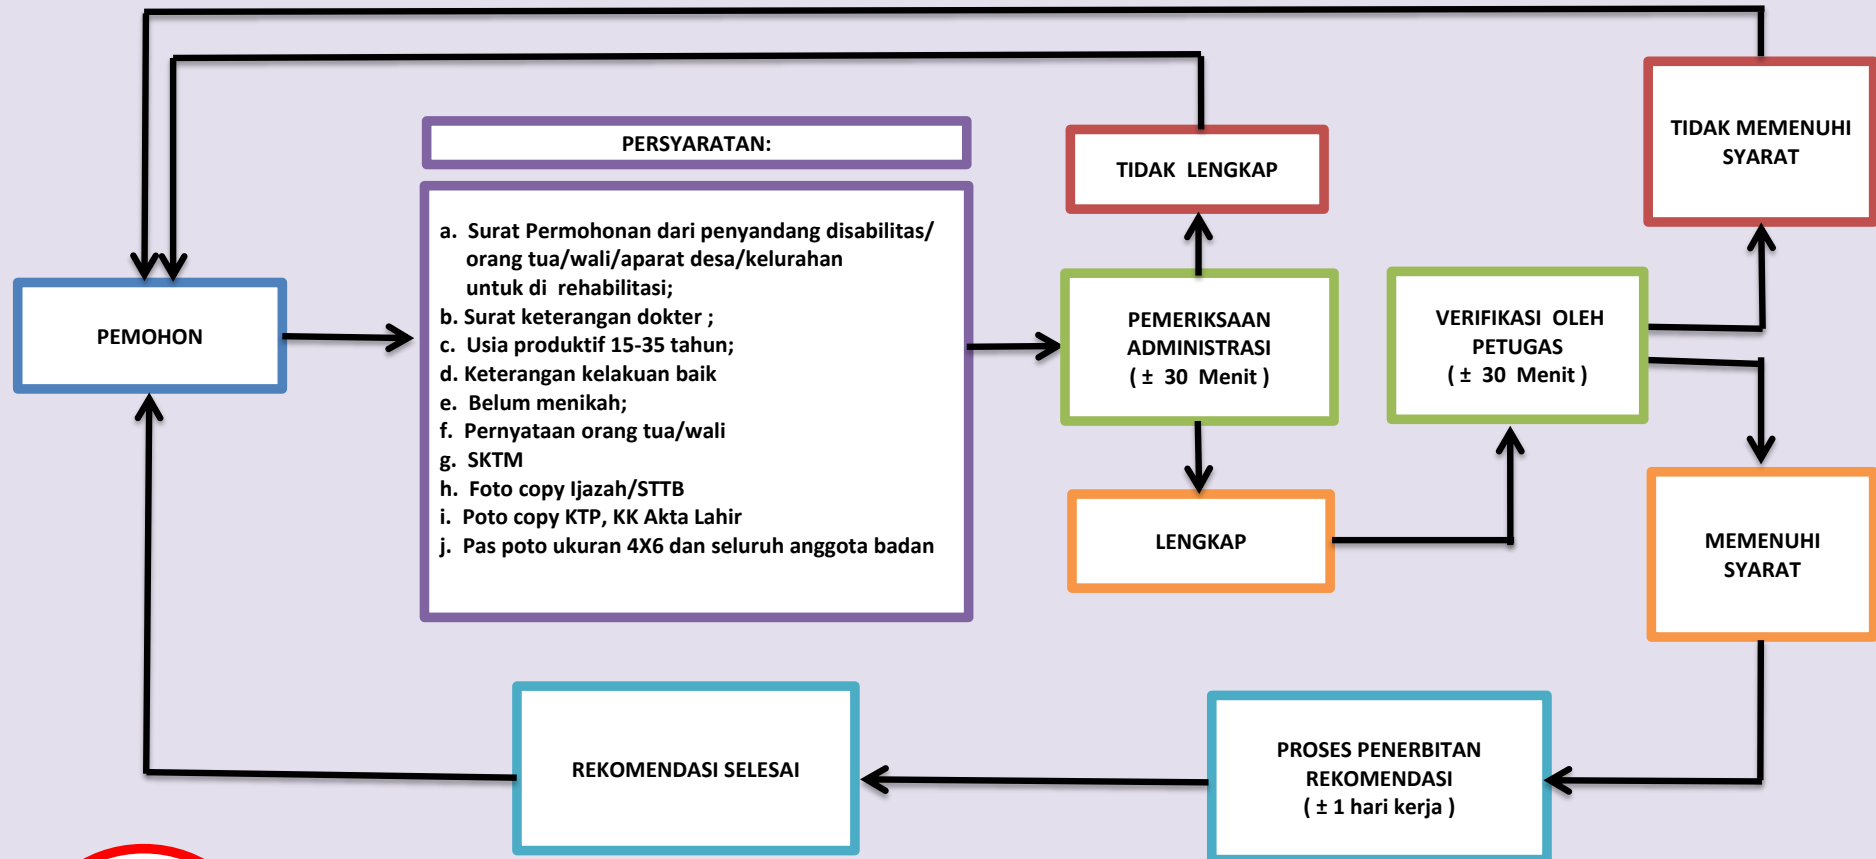 PERSYARATAN:
a. Surat Permohonan dari penyandang disabilitas/
orang tua/wali/aparat desa/kelurahan
untuk di rehabilitasi;
b. Surat keterangan dokter ;
c. Usia produktif 15-35 tahun;
d. Keterangan kelakuan baik
e. Belum menikah;
f. Pernyataan orang tua/wali
g. SKTM
h. Foto copy Ijazah/STTB
i. Poto copy KTP, KK Akta Lahir
j. Pas poto ukuran 4X6 dan seluruh anggota badan
PEMOHON
TIDAK LENGKAP
PEMERIKSAAN
ADMINISTRASI
( ± 30 Menit )
LENGKAP
VERIFIKASI OLEH
PETUGAS
( ± 30 Menit )
TIDAK MEMENUHI
SYARAT
MEMENUHI
SYARAT
PROSES PENERBITAN
REKOMENDASI
( ± 1 hari kerja )
REKOMENDASI SELESAI